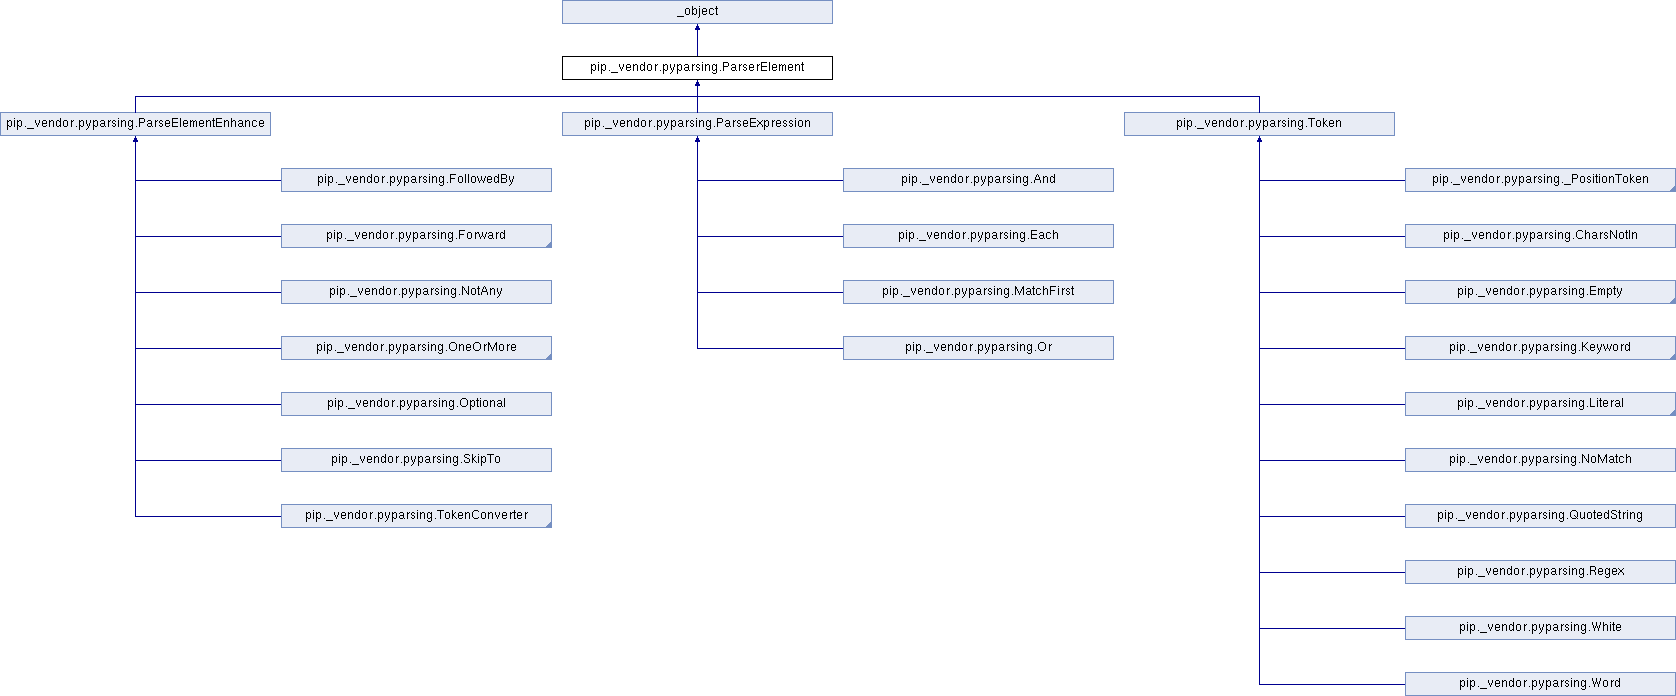 _object
pip._vendor.pyparsing.ParserElement
pip._vendor.pyparsing.ParseElementEnhance
pip._vendor.pyparsing.ParseExpression
pip._vendor.pyparsing.Token
pip._vendor.pyparsing.FollowedBy
pip._vendor.pyparsing.And
pip._vendor.pyparsing._PositionToken
pip._vendor.pyparsing.Forward
pip._vendor.pyparsing.Each
pip._vendor.pyparsing.CharsNotIn
pip._vendor.pyparsing.NotAny
pip._vendor.pyparsing.MatchFirst
pip._vendor.pyparsing.Empty
pip._vendor.pyparsing.OneOrMore
pip._vendor.pyparsing.Or
pip._vendor.pyparsing.Keyword
pip._vendor.pyparsing.Optional
pip._vendor.pyparsing.Literal
pip._vendor.pyparsing.SkipTo
pip._vendor.pyparsing.NoMatch
pip._vendor.pyparsing.TokenConverter
pip._vendor.pyparsing.QuotedString
pip._vendor.pyparsing.Regex
pip._vendor.pyparsing.White
pip._vendor.pyparsing.Word